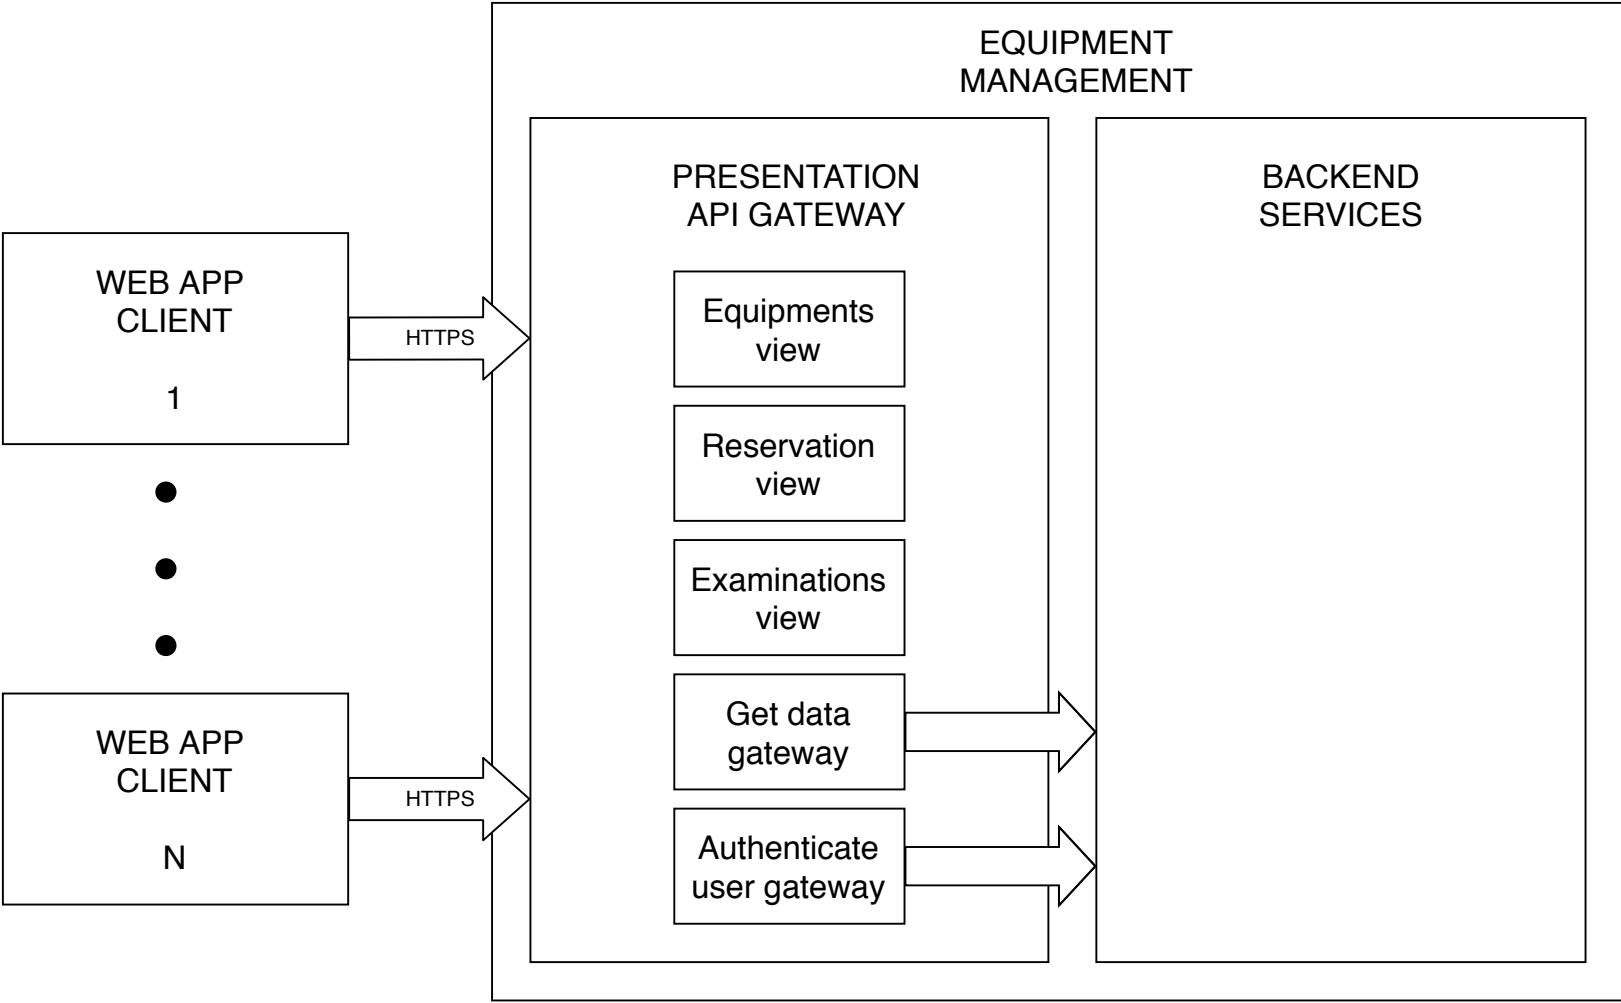 EQUIPMENT
MANAGEMENT
PRESENTATION
API GATEWAY
BACKEND
SERVICES
WEB APP
CLIENT
1
HTTPS
Equipments
view
Reservation
view
Examinations
view
WEB APP
CLIENT
N
HTTPS
Get data
gateway
Authenticate
user gateway